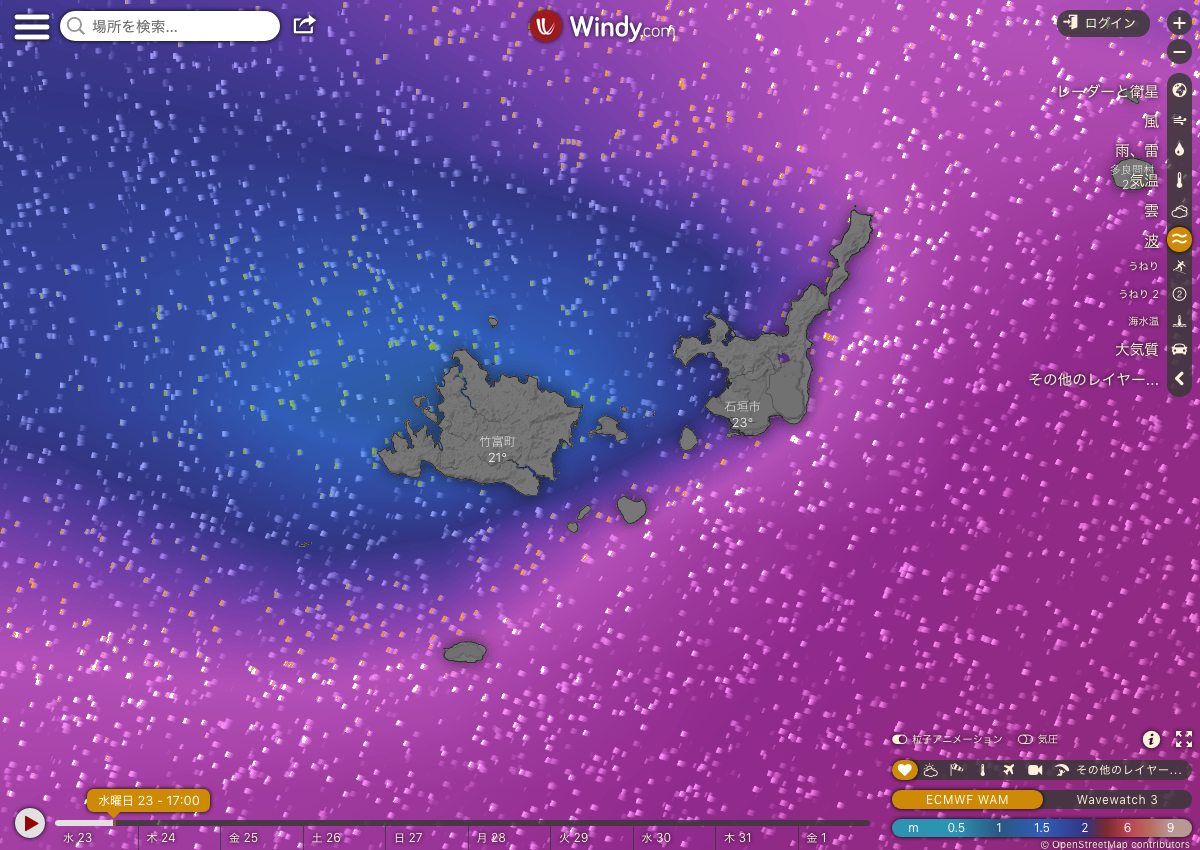 場所を検索...
Windy.com
ログイン
レーダーと衛星
風
雨、雷
多良間村
気温
雲
波
うねり
うねり 2
海水温
大気質
その他のレイヤー...
石垣市
23°
竹富町
21°
粒子アニメーション
気圧
その他のレイヤー...
水曜日 23 - 17:00
ECMWF WAM
Wavewatch 3
水 23
木 24
金 25
土 26
日 27
月 28
火 29
水 30
木 31
金 1
m 0.5 1 1.5 2 6 9
© OpenStreetMap contributors